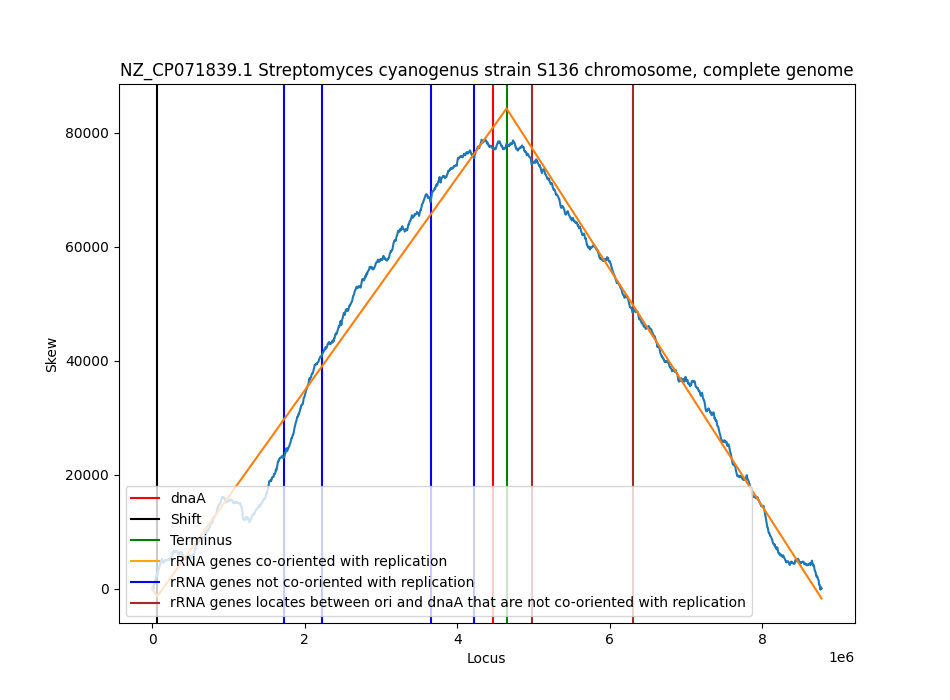 NZ_CP071839.1 Streptomyces cyanogenus strain S136 chromosome, complete genome
80000
60000
40000
20000
0
Skew
dnaA
Shift
Terminus
rRNA genes co-oriented with replication
rRNA genes not co-oriented with replication
rRNA genes locates between ori and dnaA that are not co-oriented with replication
0 2 4 6 8
Locus
1e6